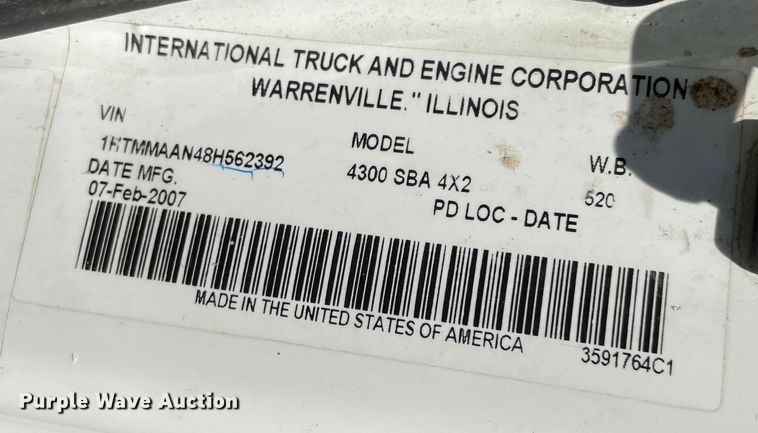 INTERNATIONAL TRUCK AND ENGINE CORPORATION
WARRENVILLE," ILLINOIS
VIN MODEL W.B.
1HTMMAAN48H562392 4300 SBA 4X2 520
DATE MFG. PD LOC - DATE
07-Feb-2007
MADE IN THE UNITED STATES OF AMERICA 3591764C1
Purple Wave Auction